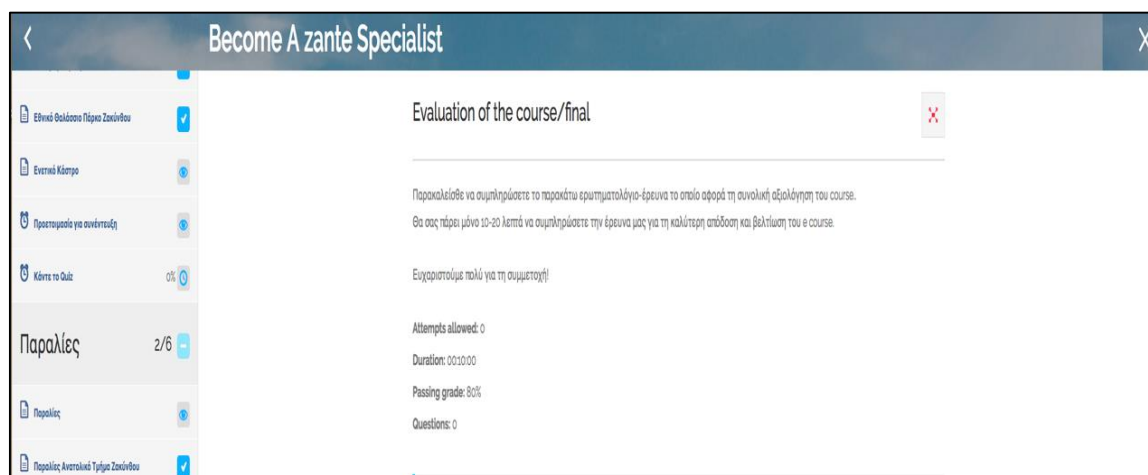 Become A zante Specialist
Εθνικό Θαλάσσιο Πάρκο Ζακύνθου
Ενετικό Κάστρο
Προετοιμασία για συνέντευξη
Κάντε το Quiz 0%
Παραλίες 2/6
Παραλίες
Παραλίες Ανατολικό Τμήμα Ζακύνθου
Evaluation of the course/final
Παρακαλείσθε να συμπληρώσετε το παρακάτω ερωτηματολόγιο-έρευνα το οποίο αφορά τη συνολική αξιολόγηση του course.
Θα σας πάρει μόνο 10-20 λεπτά να συμπληρώσετε την έρευνα μας για τη καλύτερη απόδοση και βελτίωση του e course.
Ευχαριστούμε πολύ για τη συμμετοχή!
Attempts allowed: 0
Duration: 00:10:00
Passing grade: 80%
Questions: 0